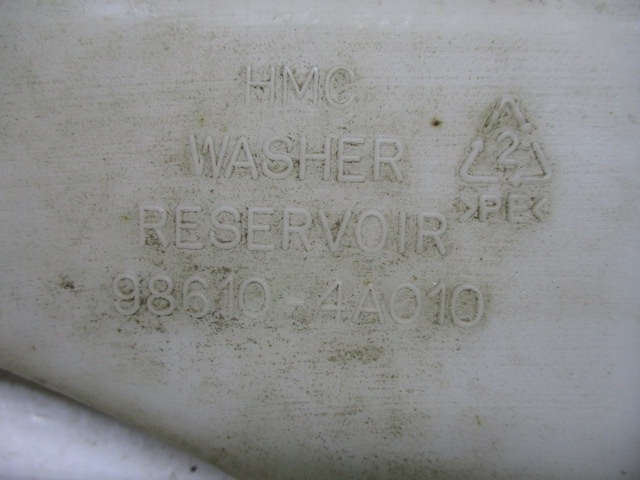 HMC
WASHER
RESERVOIR
98610-4A010
2
>PE<